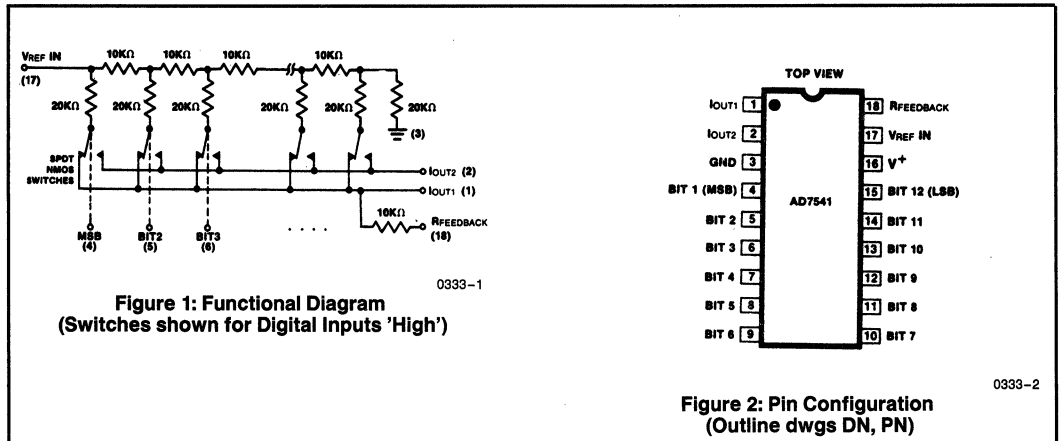 VREF IN
(17)
10KΩ 10KΩ 10KΩ 10KΩ
20KΩ 20KΩ 20KΩ 20KΩ 20KΩ 20KΩ
(3)
SPDT
NMOS
SWITCHES
IOUT2 (2)
IOUT1 (1)
10KΩ
RFEEDBACK
(18)
MSB
(4)
BIT2
(5)
BIT3
(6)
. . . .
0333-1
Figure 1: Functional Diagram
(Switches shown for Digital Inputs 'High')
TOP VIEW
IOUT1 1
IOUT2 2
GND 3
BIT 1 (MSB) 4
BIT 2 5
BIT 3 6
BIT 4 7
BIT 5 8
BIT 6 9
AD7541
18 RFEEDBACK
17 VREF IN
16 V+
15 BIT 12 (LSB)
14 BIT 11
13 BIT 10
12 BIT 9
11 BIT 8
10 BIT 7
0333-2
Figure 2: Pin Configuration
(Outline dwgs DN, PN)